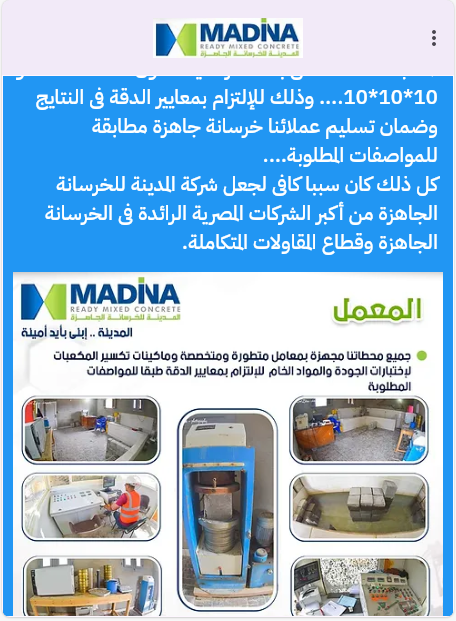 MADINA
READY MIXED CONCRETE
المدينة للخرسانة الجاهزة
10*10*10.... وذلك للإلتزام بمعايير الدقة فى النتايج
وضمان تسليم عملائنا خرسانة جاهزة مطابقة
للمواصفات المطلوبة....
كل ذلك كان سببا كافى لجعل شركة المدينة للخرسانة
الجاهزة من أكبر الشركات المصرية الرائدة فى الخرسانة
الجاهزة وقطاع المقاولات المتكاملة.
MADINA
READY MIXED CONCRETE
المدينة للخرسانة الجاهزة
المدينة .. إبنى بأيد أمينة
المعمل
جميع محطاتنا مجهزة بمعامل متطورة ومتخصصة وماكينات تكسير المكعبات
لإختبارات الجودة والمواد الخام للإلتزام بمعايير الدقة طبقا للمواصفات
المطلوبة